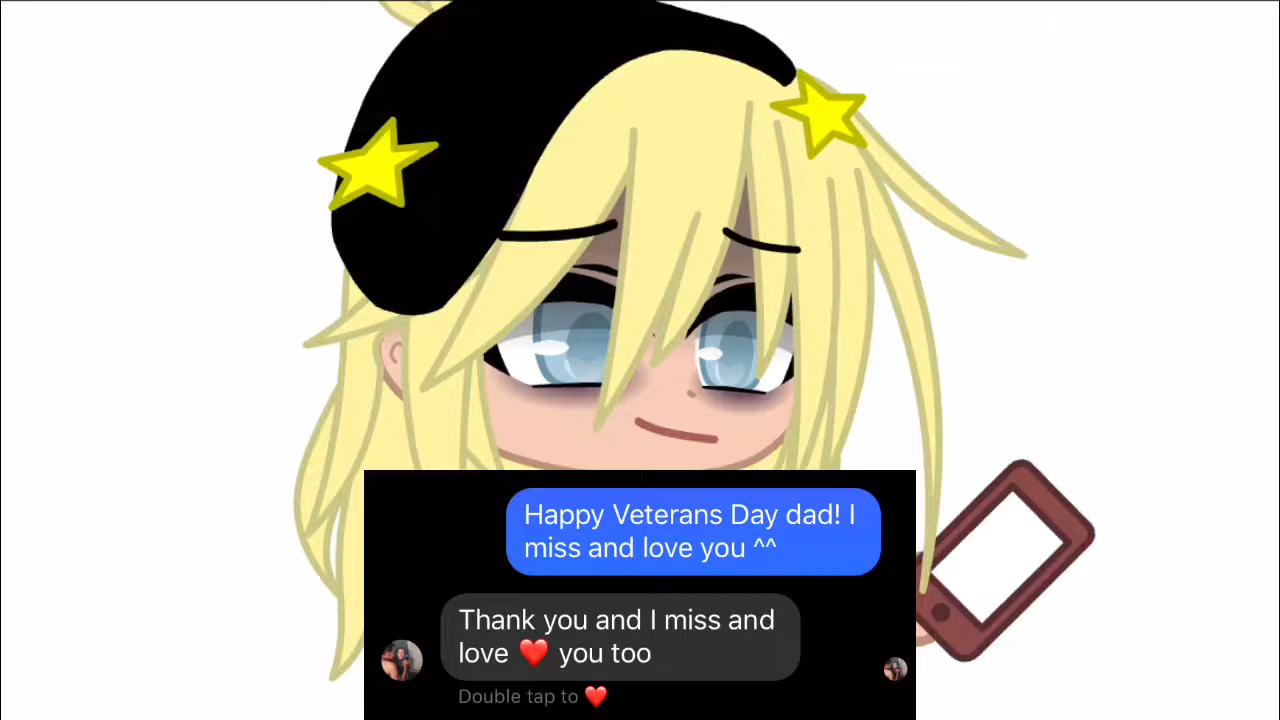 Happy Veterans Day dad! I
miss and love you ^^
Thank you and I miss and
love ❤️ you too
Double tap to ❤️